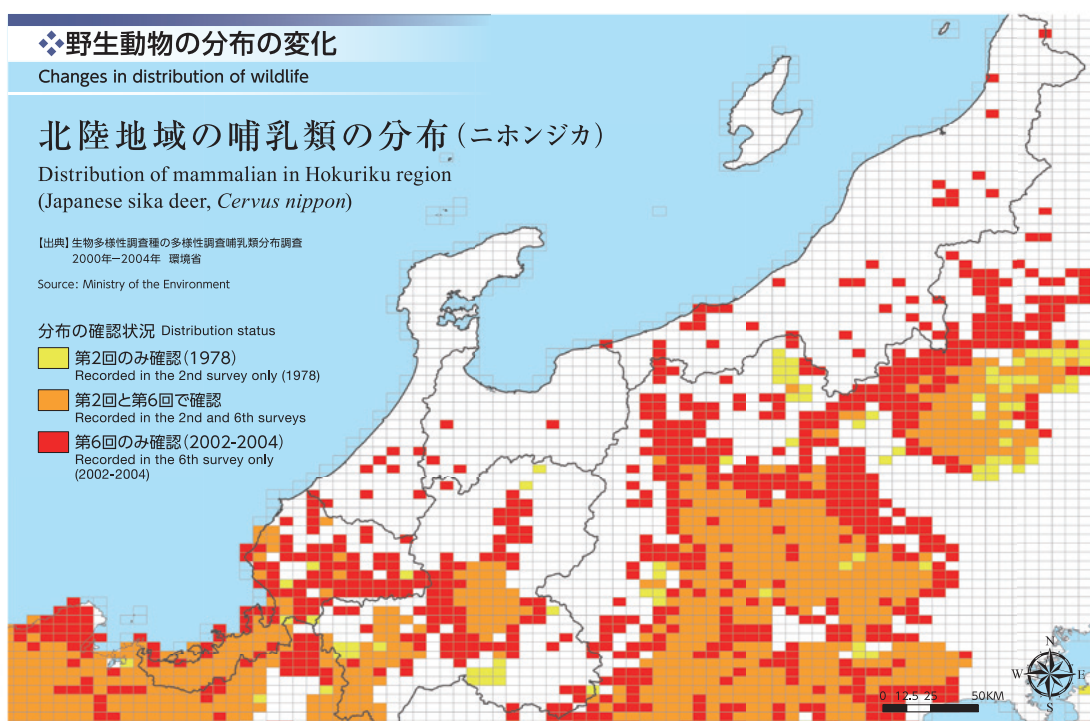 野生動物の分布の変化
Changes in distribution of wildlife
北陸地域の哺乳類の分布(ニホンジカ)
Distribution of mammalian in Hokuriku region
(Japanese sika deer, Cervus nippon)
【出典】生物多様性調査種の多様性調査哺乳類分布調査
2000年−2004年 環境省
Source: Ministry of the Environment
分布の確認状況 Distribution status
第2回のみ確認(1978)
Recorded in the 2nd survey only (1978)
第2回と第6回で確認
Recorded in the 2nd and 6th surveys
第6回のみ確認(2002-2004)
Recorded in the 6th survey only
(2002-2004)
N
W E
S
0 12.5 25 50KM